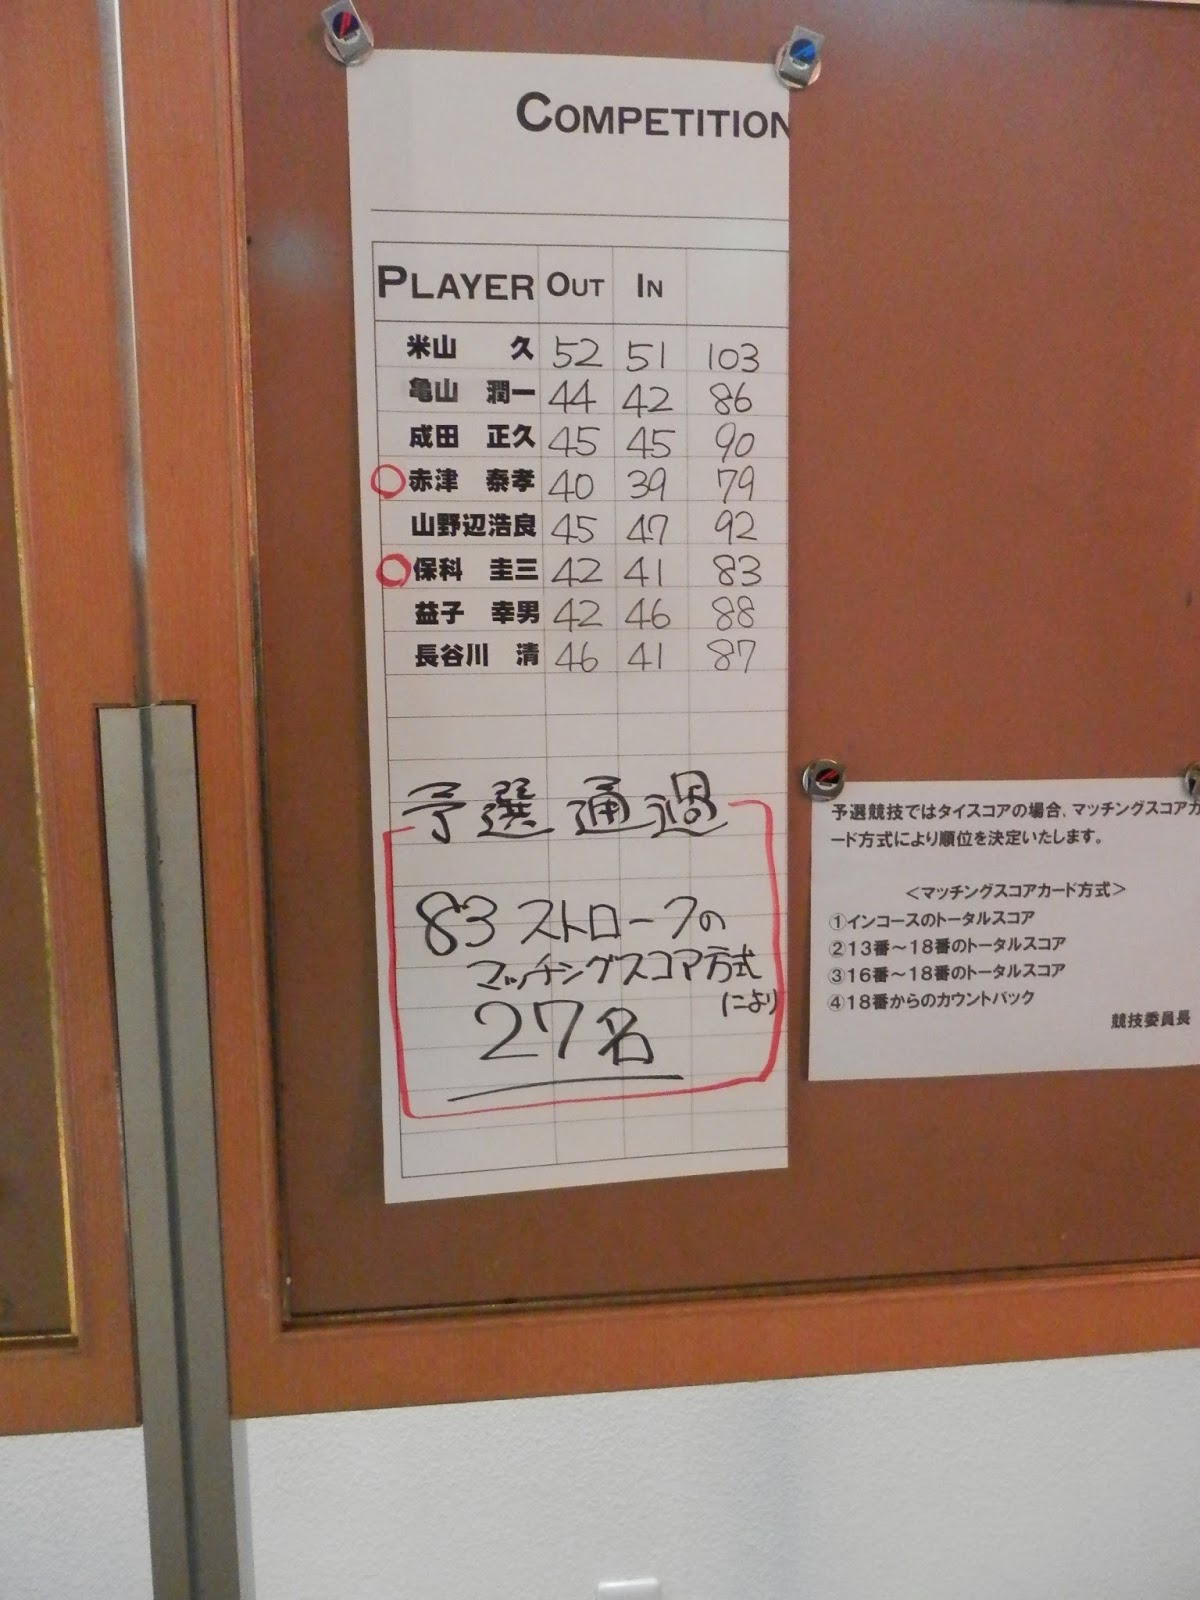 COMPETITION
PLAYER OUT IN
米山 久 52 51 103
亀山 潤一 44 42 86
成田 正久 45 45 90
○赤津 泰孝 40 39 79
山野辺浩良 45 47 92
○保科 圭三 42 41 83
益子 幸男 42 46 88
長谷川 清 46 41 87
予選通過
83ストロークの
マッチングスコア方式
により
27名
予選競技ではタイスコアの場合、マッチングスコアカ
ード方式により順位を決定いたします。
＜マッチングスコアカード方式＞
①インコースのトータルスコア
②13番～18番のトータルスコア
③16番～18番のトータルスコア
④18番からのカウントバック
競技委員長